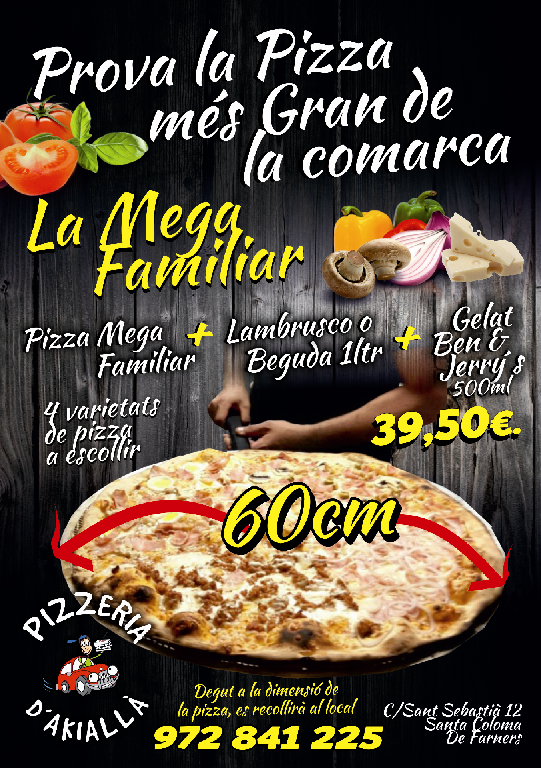 Prova la Pizza
més Gran de
la comarca
La Mega
Familiar
Pizza Mega
Familiar
+
Lambrusco o
Beguda 1ltr
+
Gelat
Ben &
Jerry´s
500ml
4 varietats
de pizza
a escollir
39,50€.
60cm
PIZZERIA
D'AKIALLÀ
Degut a la dimensió de
la pizza, es recollirà al local
972 841 225
C/Sant Sebastià 12
Santa Coloma
De Farners